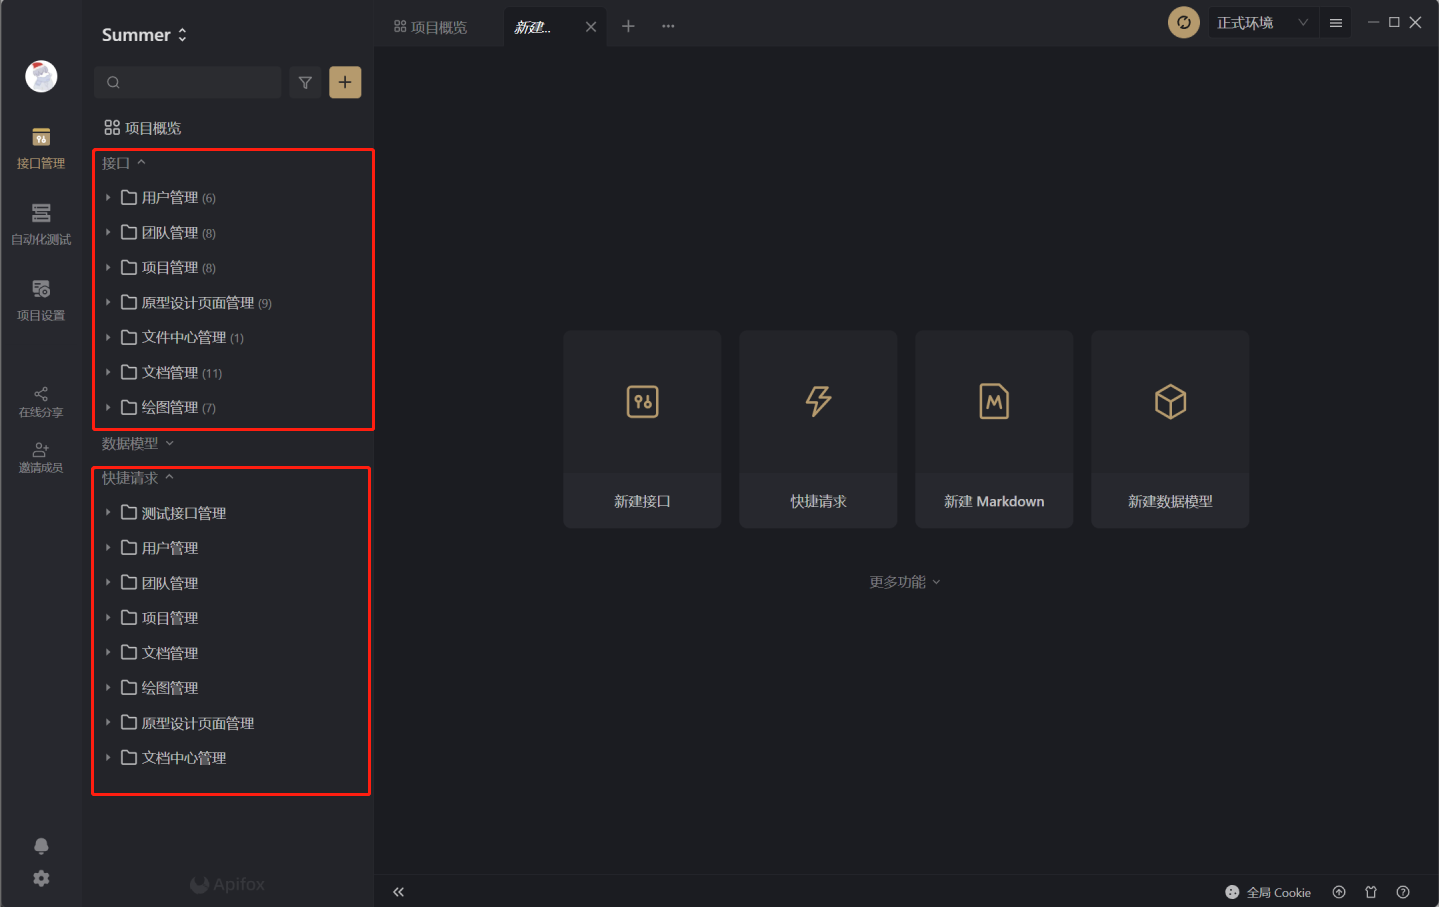 Summer
项目概览
新建...
正式环境
接口管理
自动化测试
项目设置
在线分享
邀请成员
项目概览
接口
用户管理 (6)
团队管理 (8)
项目管理 (8)
原型设计页面管理 (9)
文件中心管理 (1)
文档管理 (11)
绘图管理 (7)
数据模型
快捷请求
测试接口管理
用户管理
团队管理
项目管理
文档管理
绘图管理
原型设计页面管理
文档中心管理
Apifox
新建接口
快捷请求
新建 Markdown
新建数据模型
更多功能
全局 Cookie